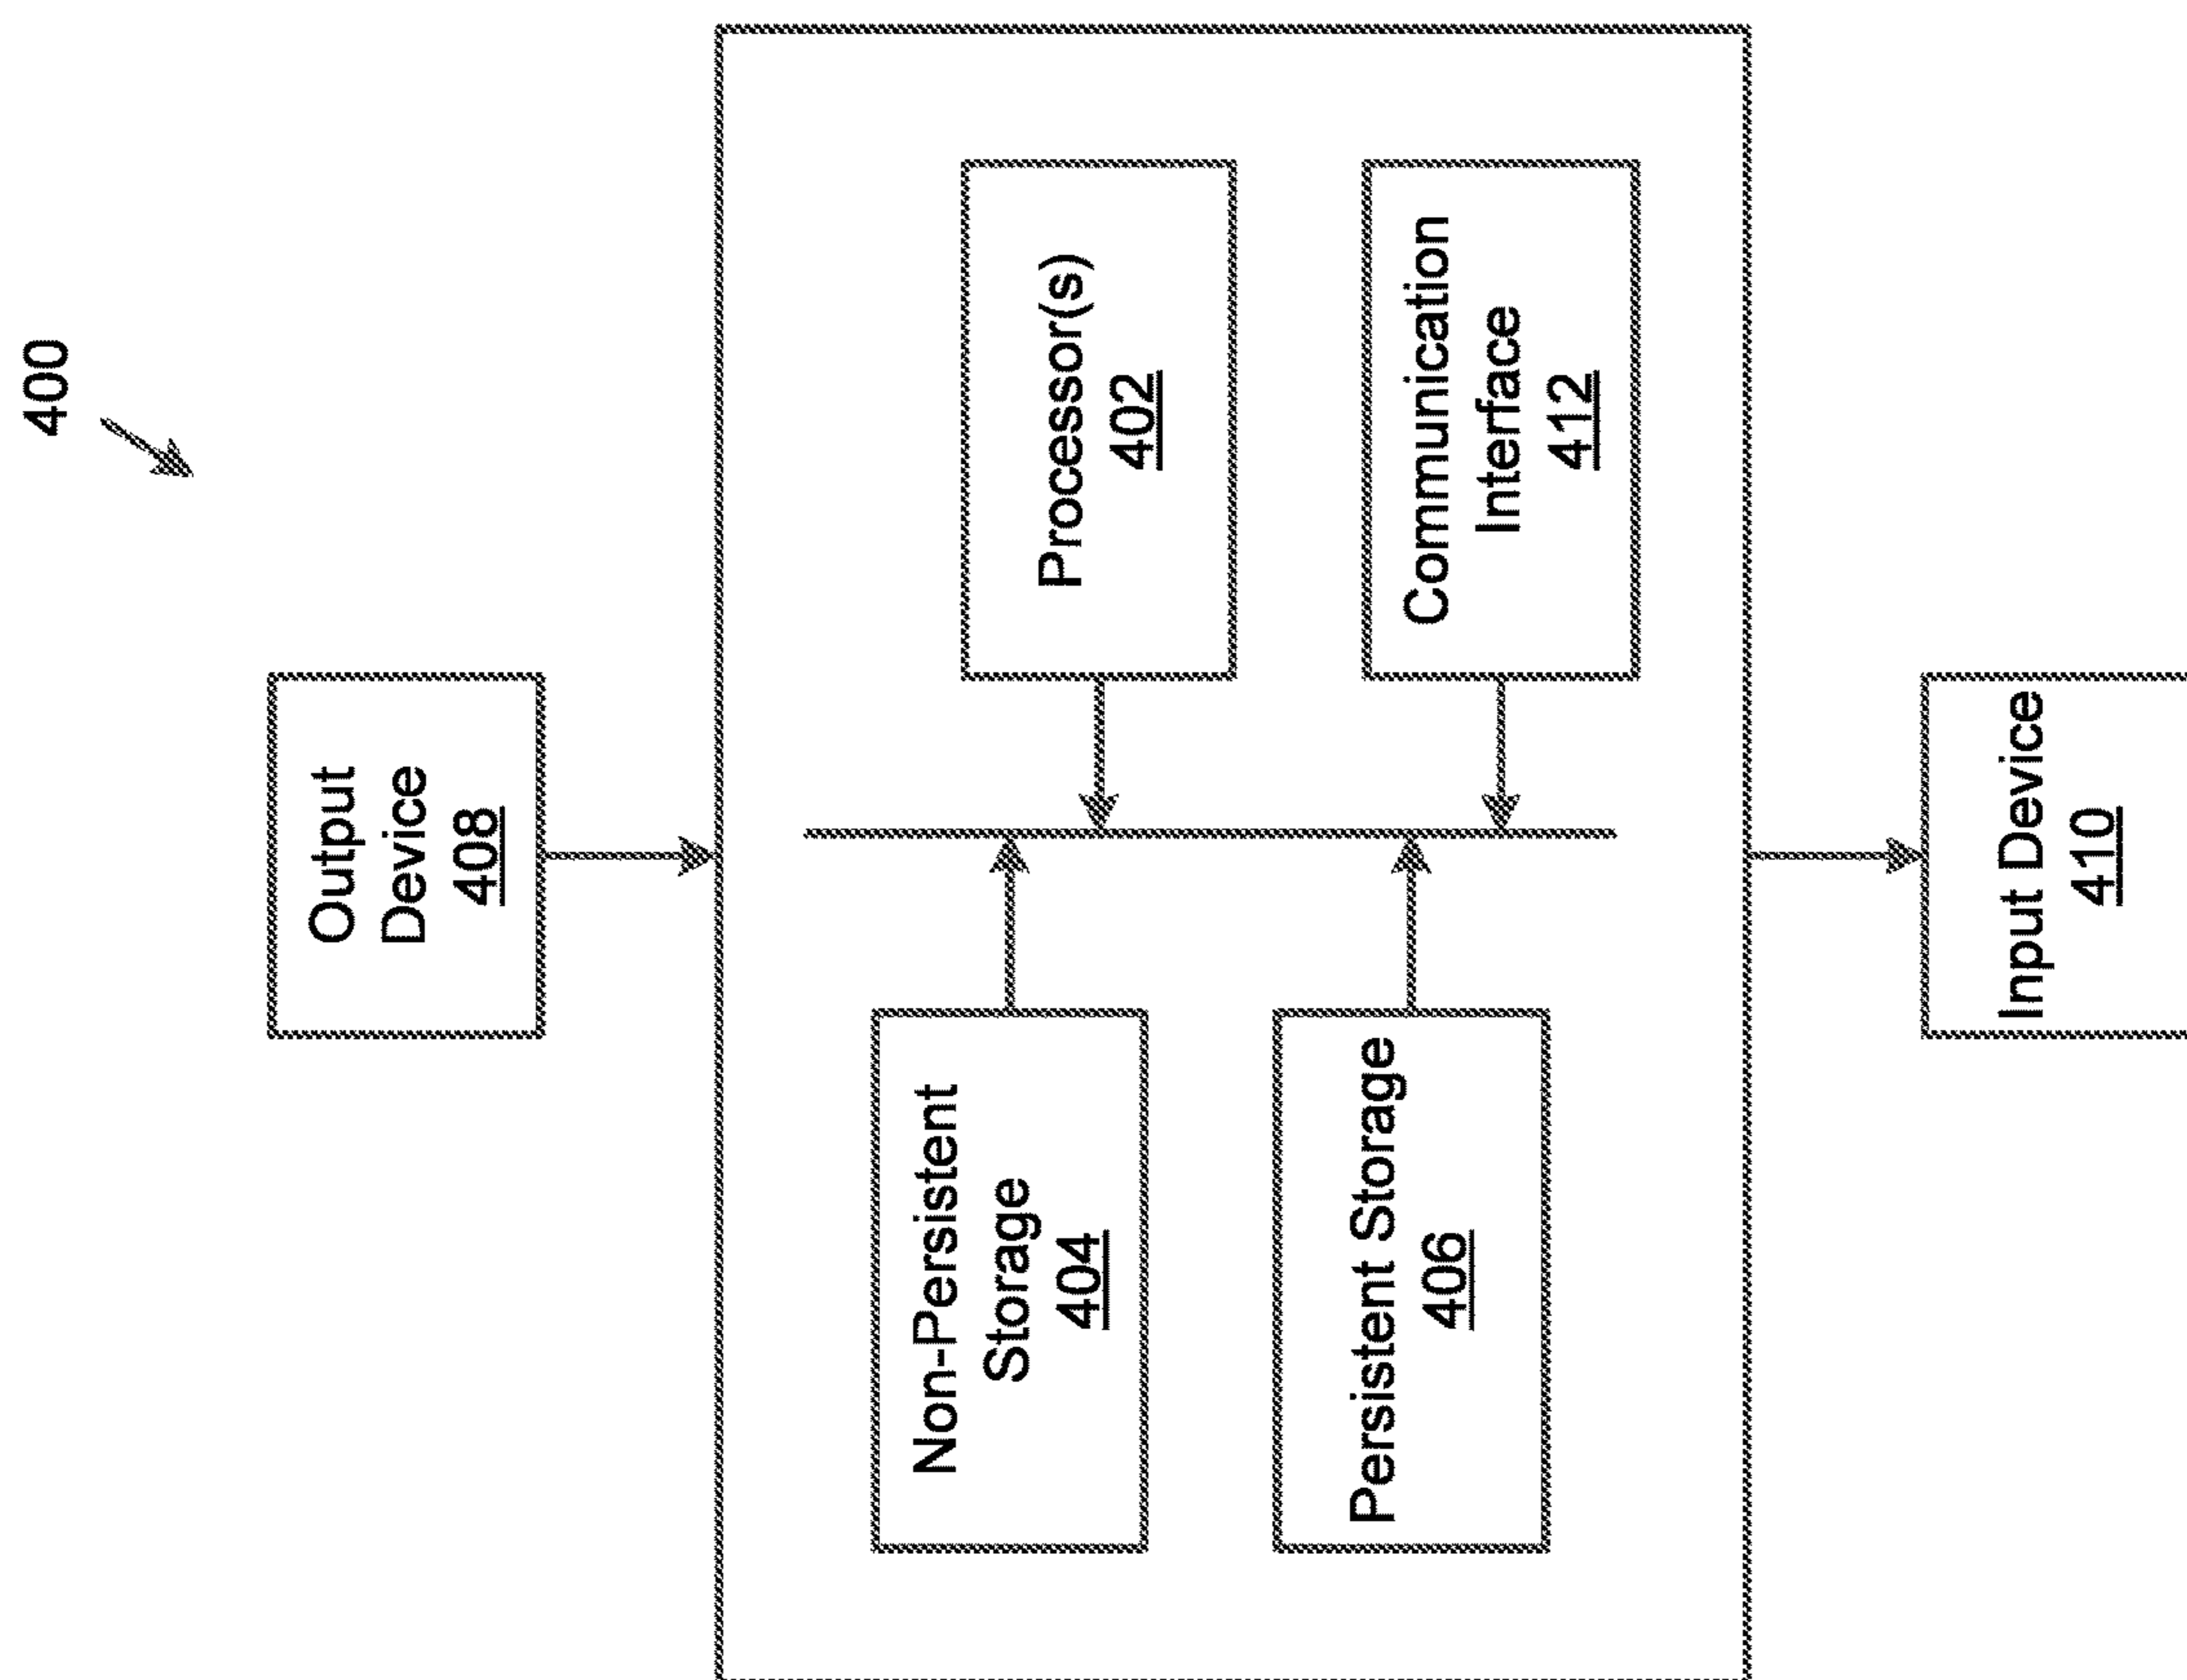 400
Output
Device
408
Non-Persistent
Storage
404
Processor(s)
402
Persistent Storage
406
Communication
Interface
412
Input Device
410